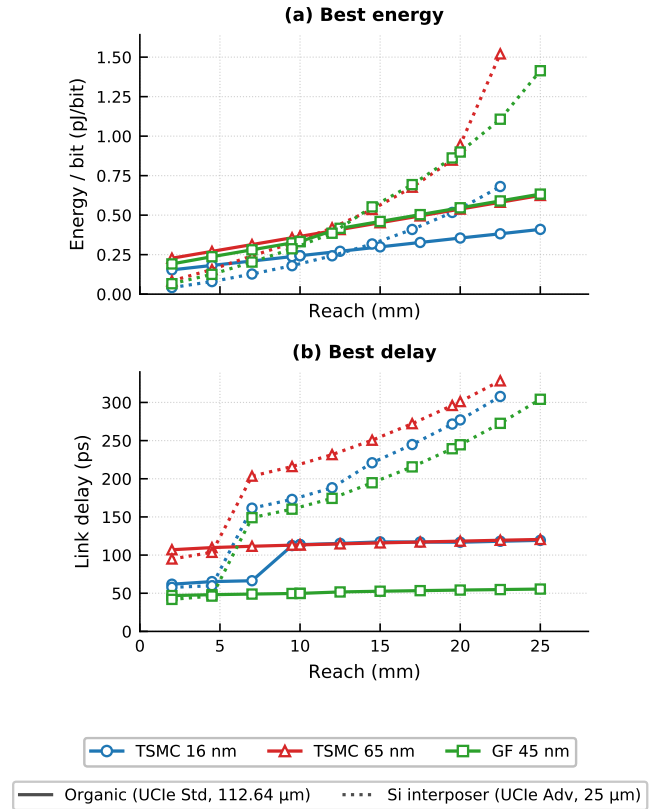 (a) Best energy
1.50
1.25
1.00
0.75
0.50
0.25
0.00
Energy / bit (pJ/bit)
Reach (mm)
(b) Best delay
300
250
200
150
100
50
0
Link delay (ps)
0 5 10 15 20 25
Reach (mm)
TSMC 16 nm TSMC 65 nm GF 45 nm
Organic (UCIe Std, 112.64 μm) Si interposer (UCIe Adv, 25 μm)